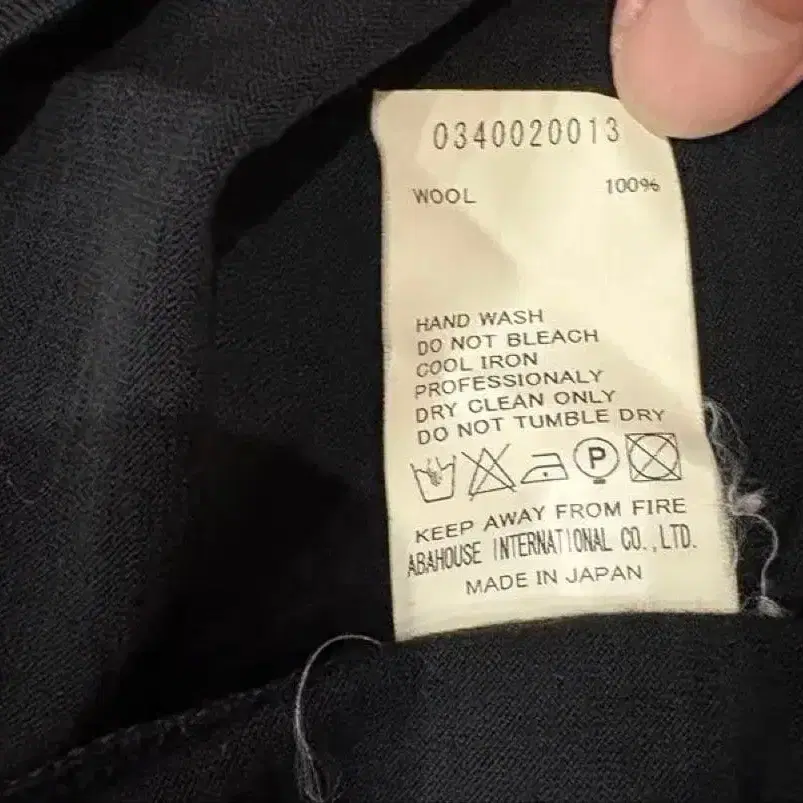 0340020013
WOOL 100%
HAND WASH
DO NOT BLEACH
COOL IRON
PROFESSIONALY
DRY CLEAN ONLY
DO NOT TUMBLE DRY
P
KEEP AWAY FROM FIRE
ABAHOUSE INTERNATIONAL CO.,LTD.
MADE IN JAPAN